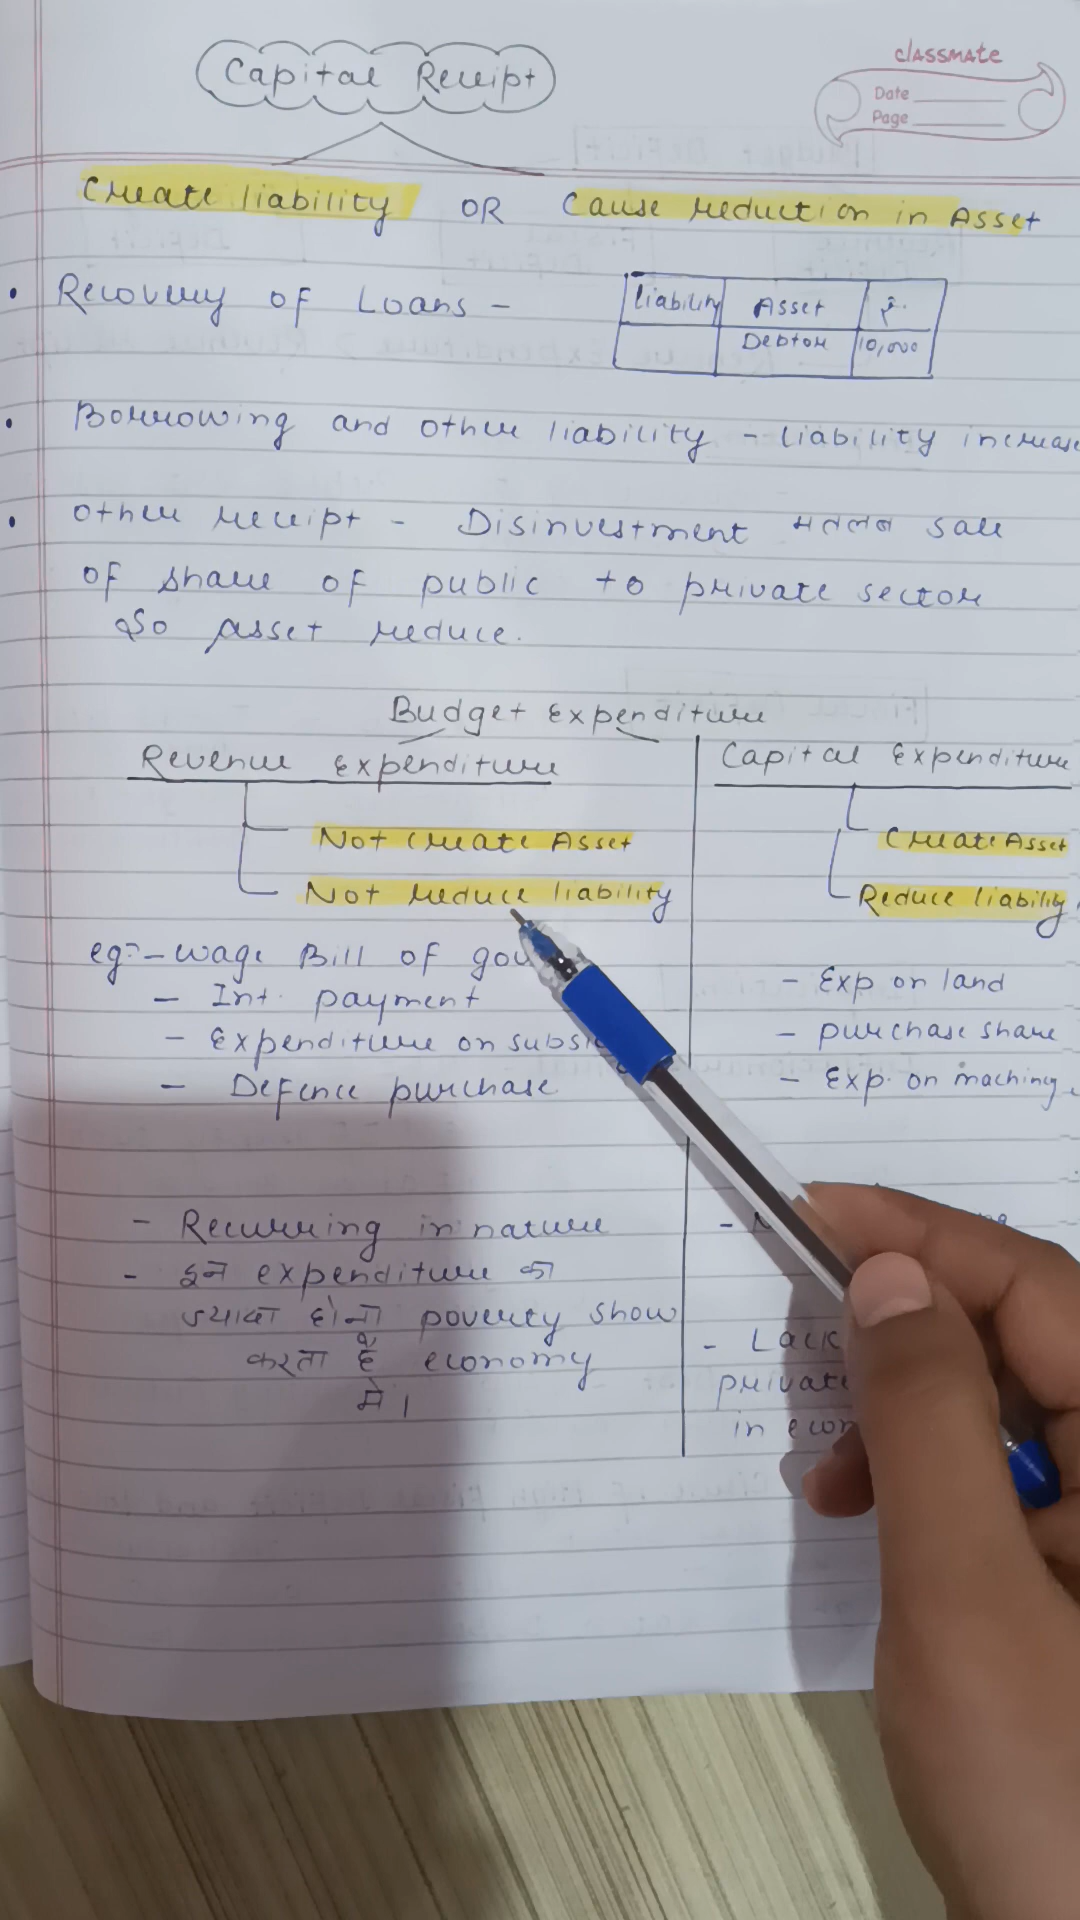 Capital Receipt
classmate
Date
Page
Create liability OR Cause reduction in Asset
• Recovery of Loans -
liability Asset ₹.
Debtor 10,000
• Borrowing and other liability - liability increase
• other receipt - Disinvestment मतलब sale
of share of public to private sector
So Asset reduce.
Budget Expenditure
Revenue Expenditure
Capital Expenditure
Not create Asset
Create Asset
Not reduce liability
Reduce liability
eg:- wage Bill of
- Int. payment
- Expenditure on
- Defence purchase
- Exp on land
- purchase share
- Exp. on maching
- Recurring in nature
- इन expenditure का
ज्यादा होना poverty show
करता है economy
में।
- Lack
private
in